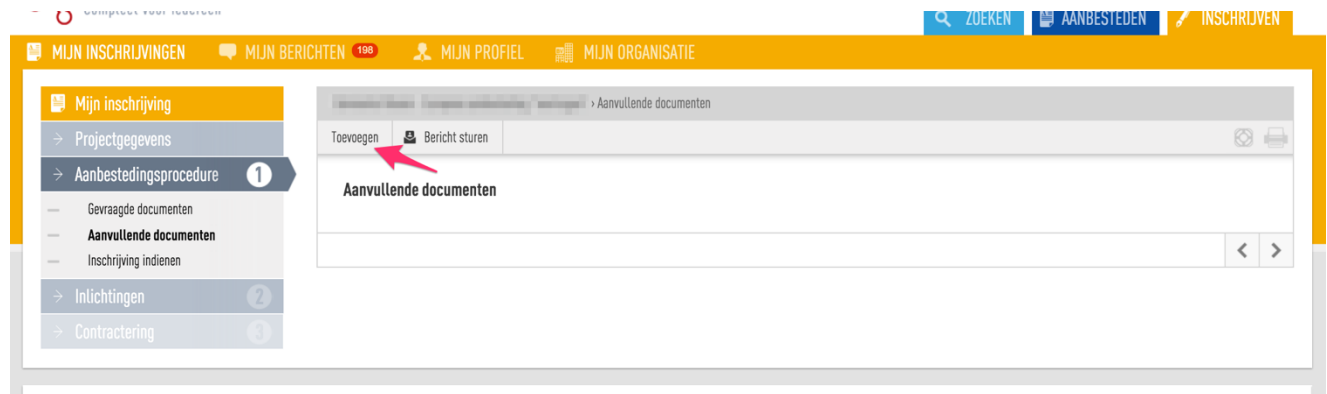 ZOEKEN AANBESTEDEN INSCHRIJVEN
MIJN INSCHRIJVINGEN MIJN BERICHTEN 198 MIJN PROFIEL MIJN ORGANISATIE
Mijn inschrijving
› Aanvullende documenten
Projectgegevens
Toevoegen Bericht sturen
Aanbestedingsprocedure 1
Aanvullende documenten
Gevraagde documenten
Aanvullende documenten
Inschrijving indienen
Inlichtingen 2
Contractering 3